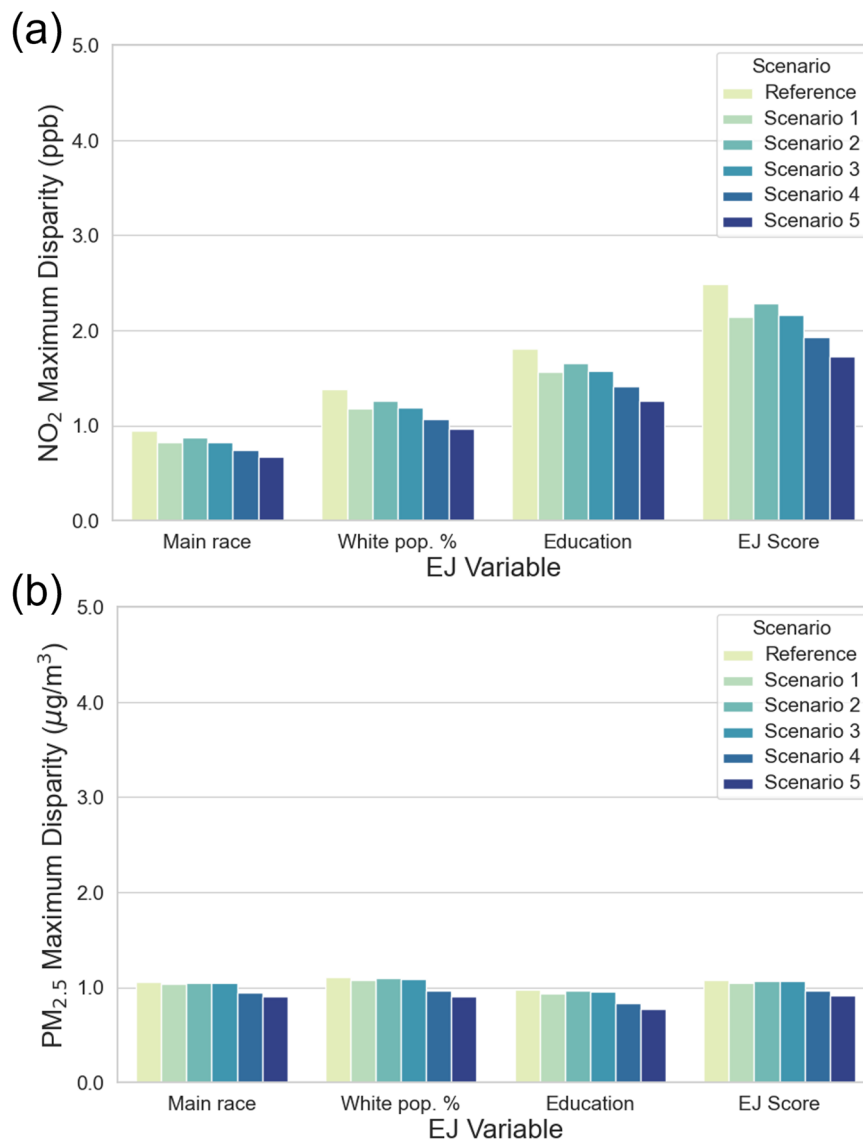 (a)
NO₂ Maximum Disparity (ppb)
5.0
4.0
3.0
2.0
1.0
0.0
Scenario
Reference
Scenario 1
Scenario 2
Scenario 3
Scenario 4
Scenario 5
Main race
White pop. %
Education
EJ Score
EJ Variable
(b)
PM₂.₅ Maximum Disparity (μg/m³)
5.0
4.0
3.0
2.0
1.0
0.0
Scenario
Reference
Scenario 1
Scenario 2
Scenario 3
Scenario 4
Scenario 5
Main race
White pop. %
Education
EJ Score
EJ Variable